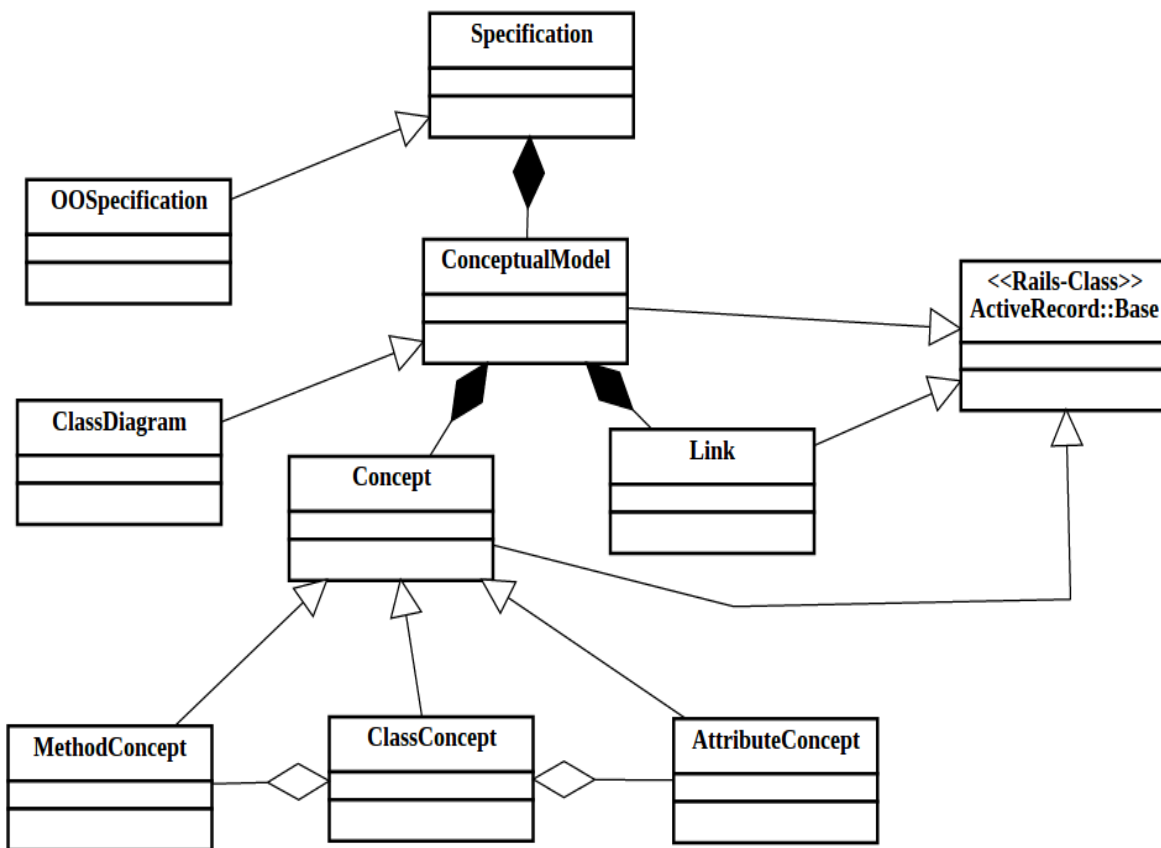 Specification
OOSpecification
ConceptualModel
<<Rails-Class>>
ActiveRecord::Base
ClassDiagram
Link
Concept
MethodConcept
ClassConcept
AttributeConcept